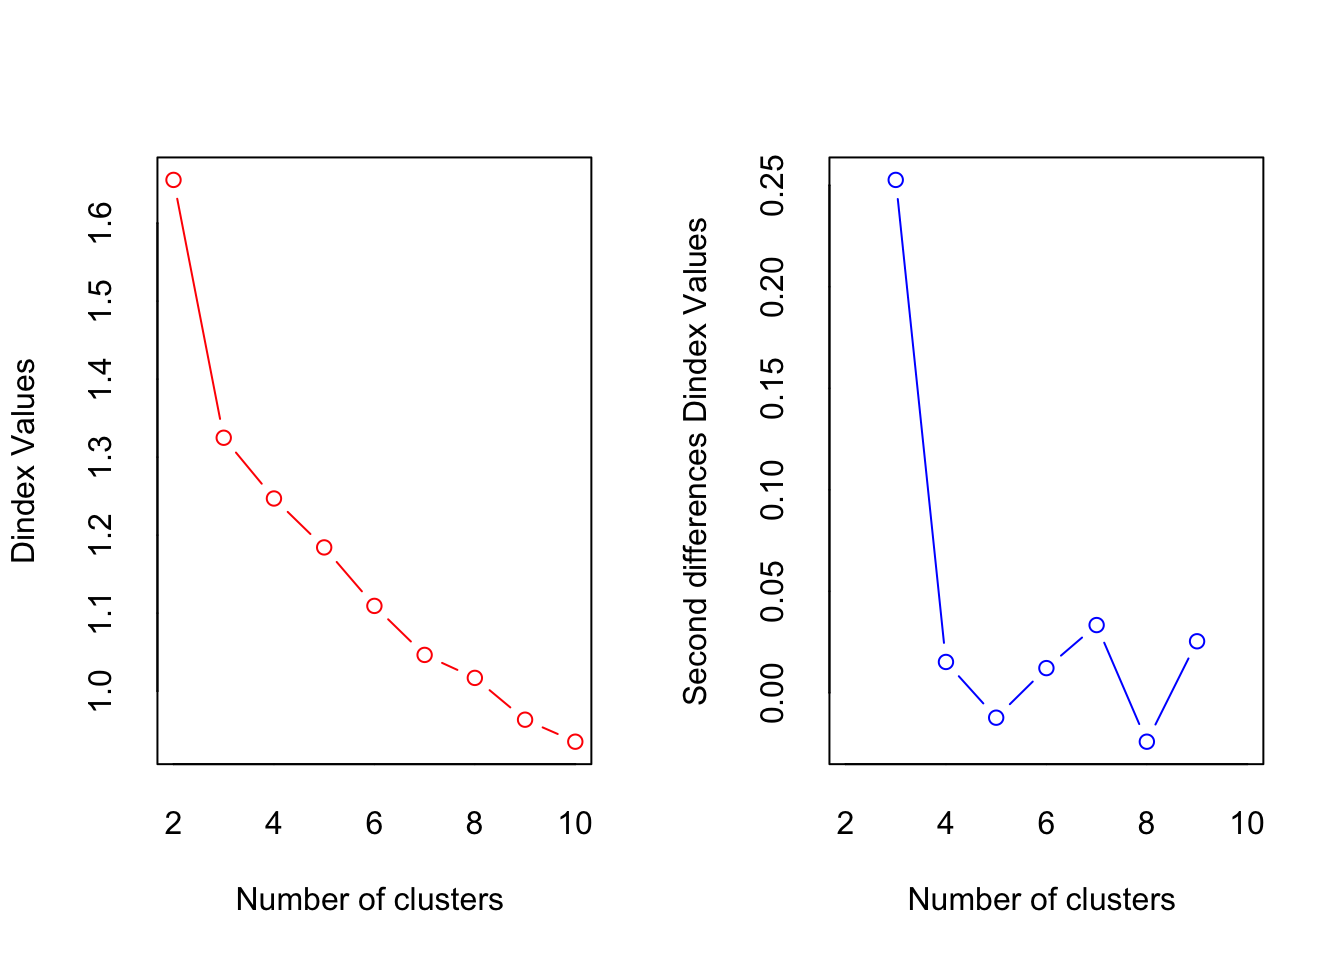 Dindex Values
1.0 1.1 1.2 1.3 1.4 1.5 1.6
2 4 6 8 10
Number of clusters
Second differences Dindex Values
0.00 0.05 0.10 0.15 0.20 0.25
2 4 6 8 10
Number of clusters